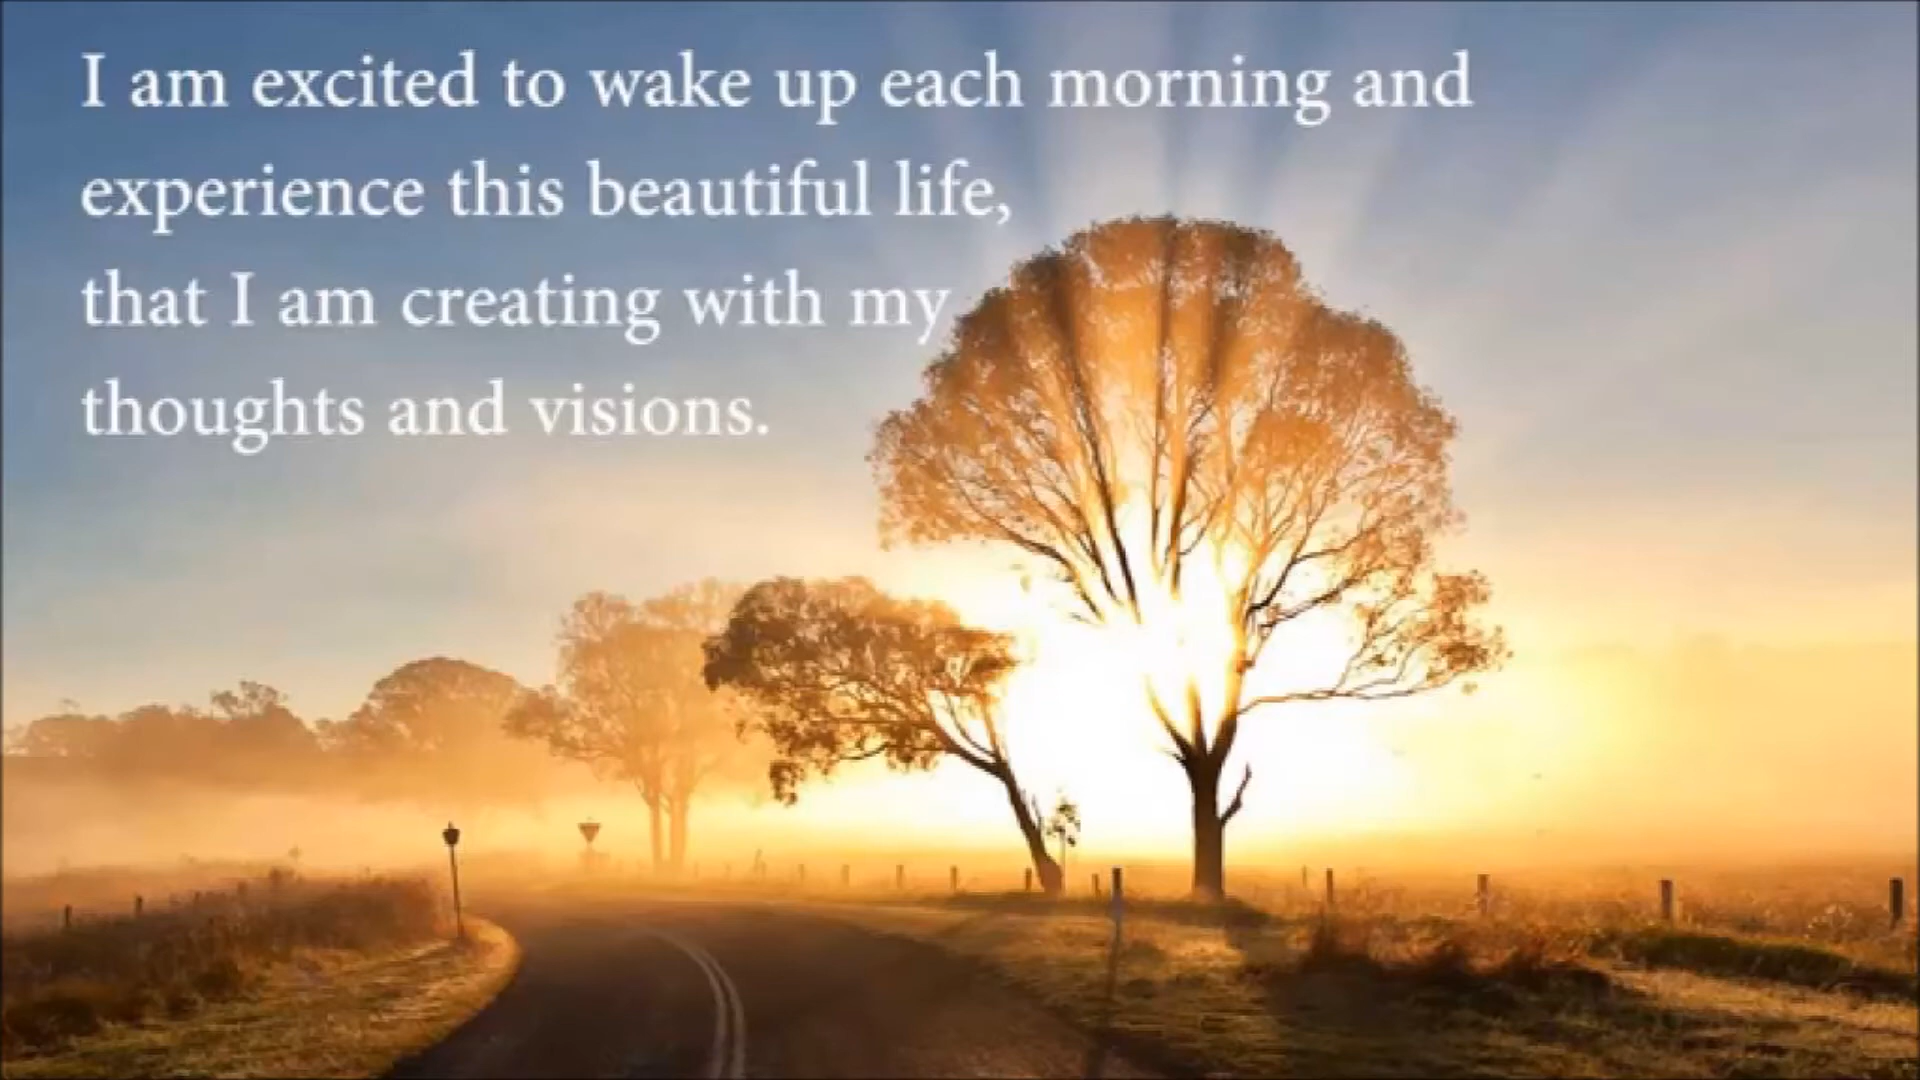 I am excited to wake up each morning and
experience this beautiful life,
that I am creating with my
thoughts and visions.